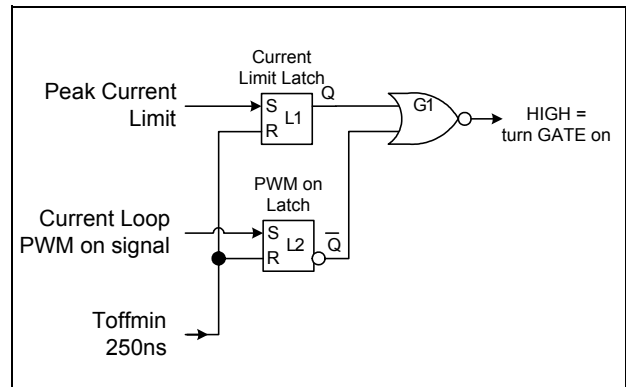 Current
Limit Latch
Peak Current
Limit
S
R
L1
Q
G1
HIGH =
turn GATE on
PWM on
Latch
Current Loop
PWM on signal
S
R
L2
Q̅
Toffmin
250ns